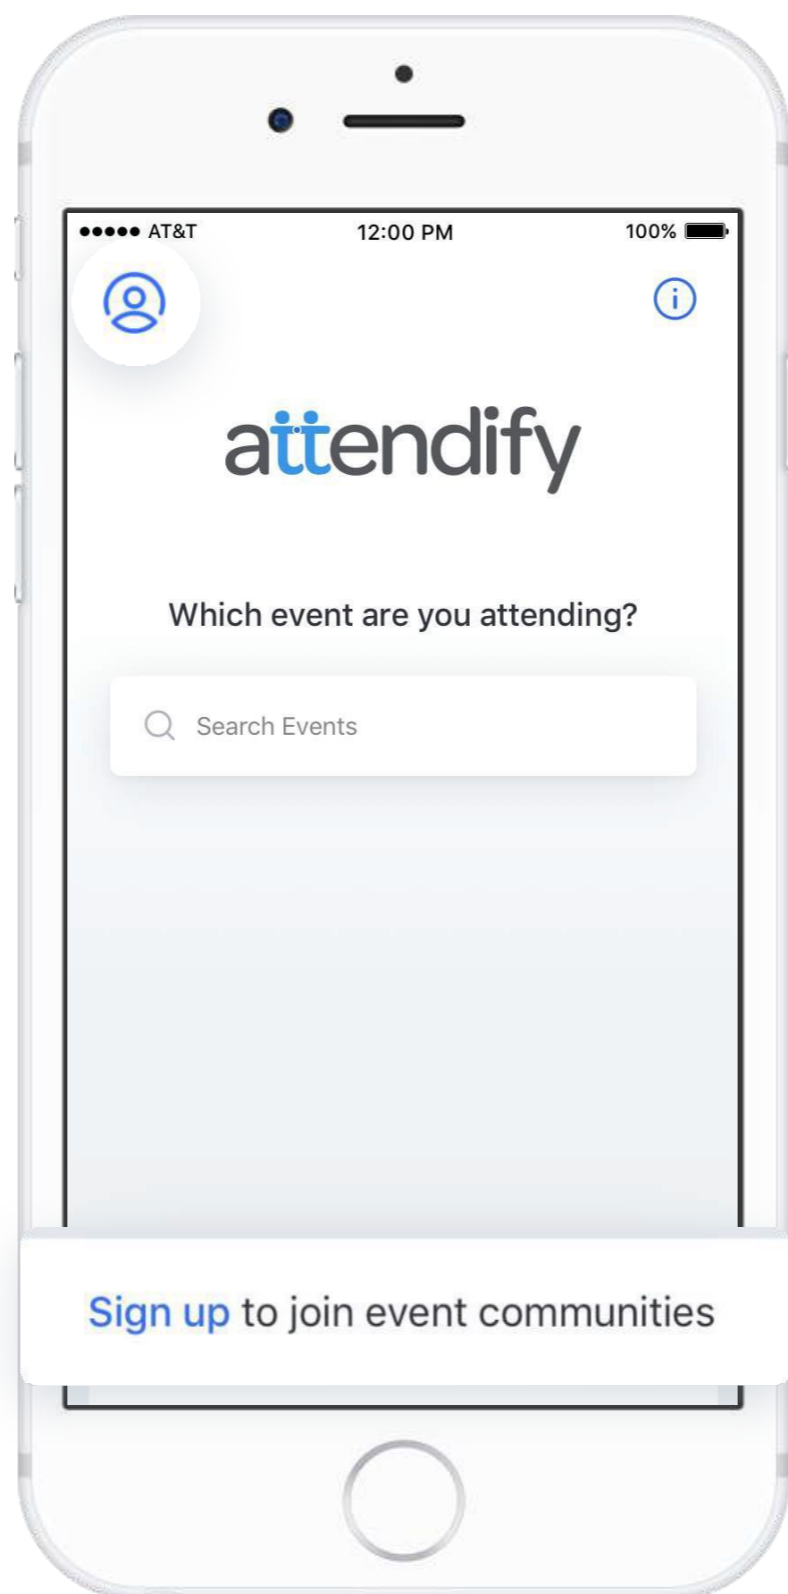 AT&T 12:00 PM 100%
attendify
Which event are you attending?
Search Events
Sign up to join event communities